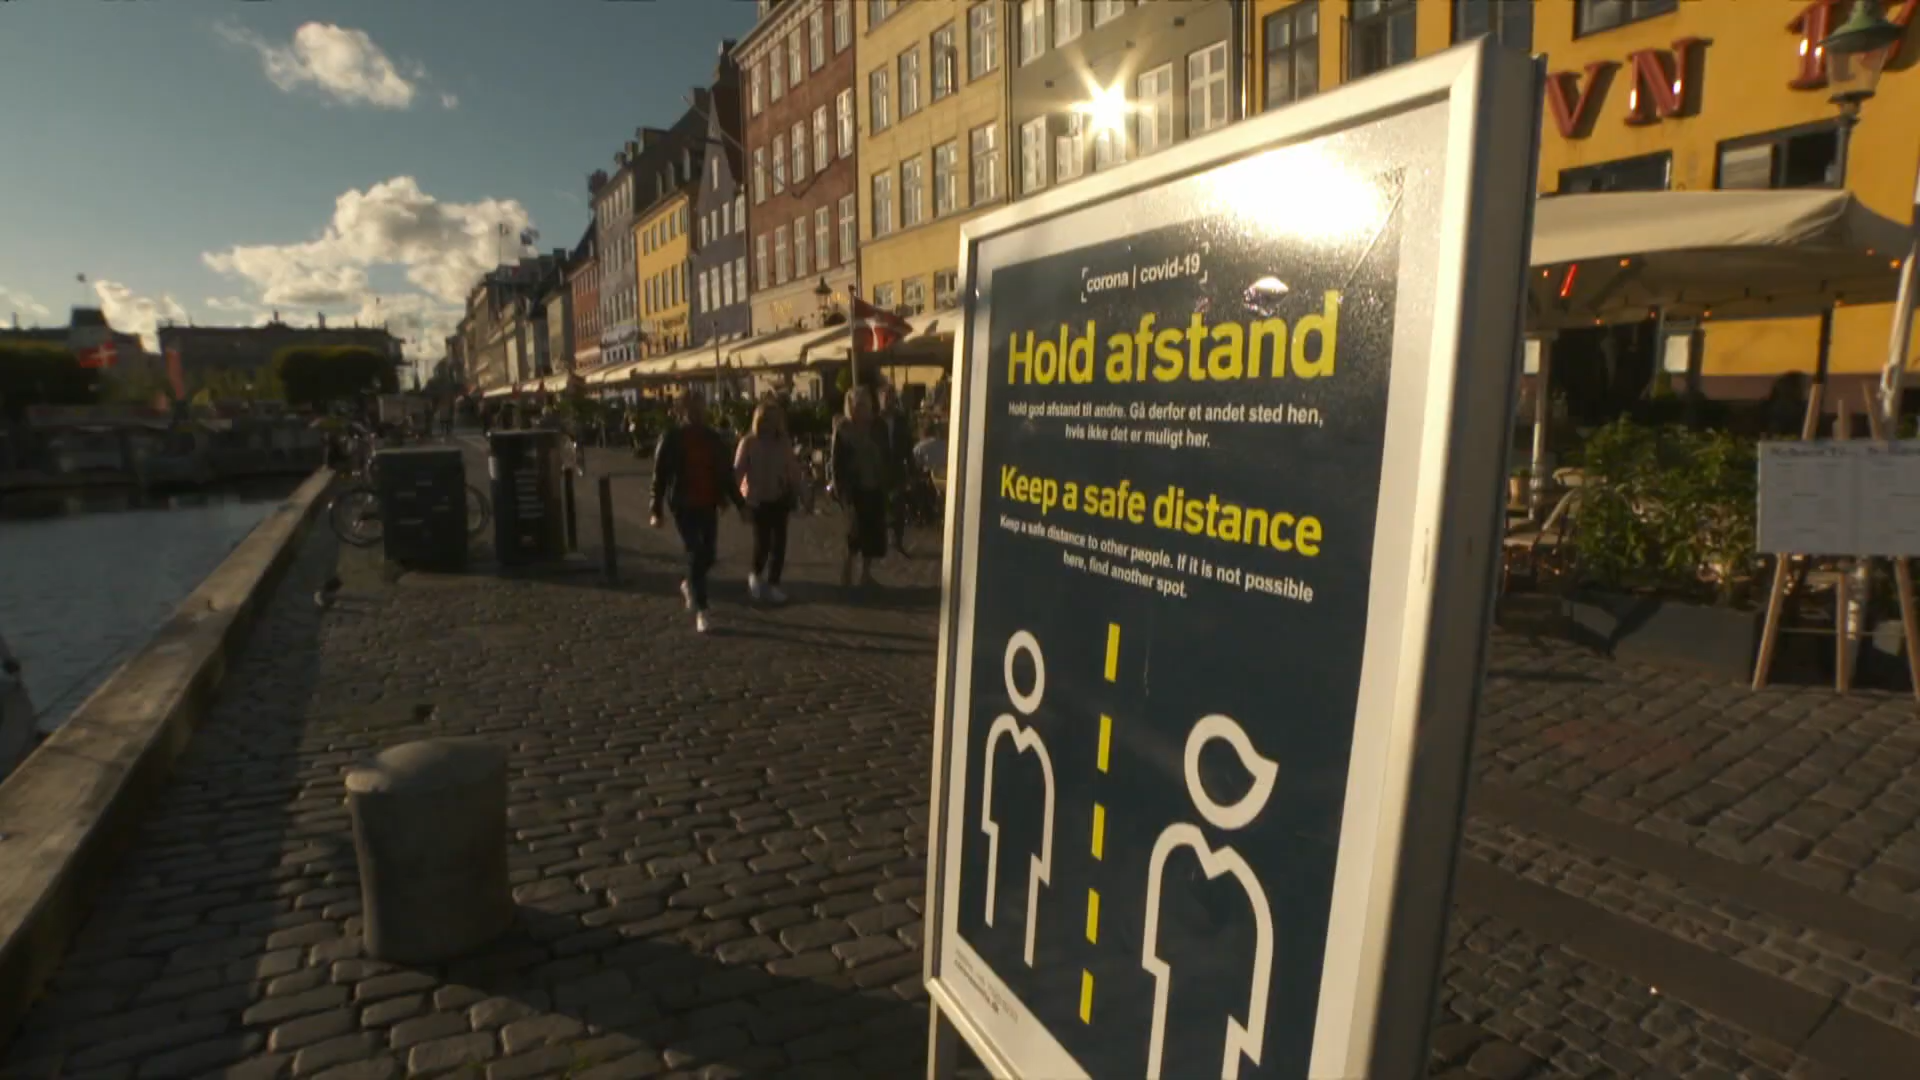 corona | covid-19
Hold afstand
Hold god afstand til andre. Gå derfor et andet sted hen,
hvis ikke det er muligt her.
Keep a safe distance
Keep a safe distance to other people. If it is not possible
here, find another spot.
VN